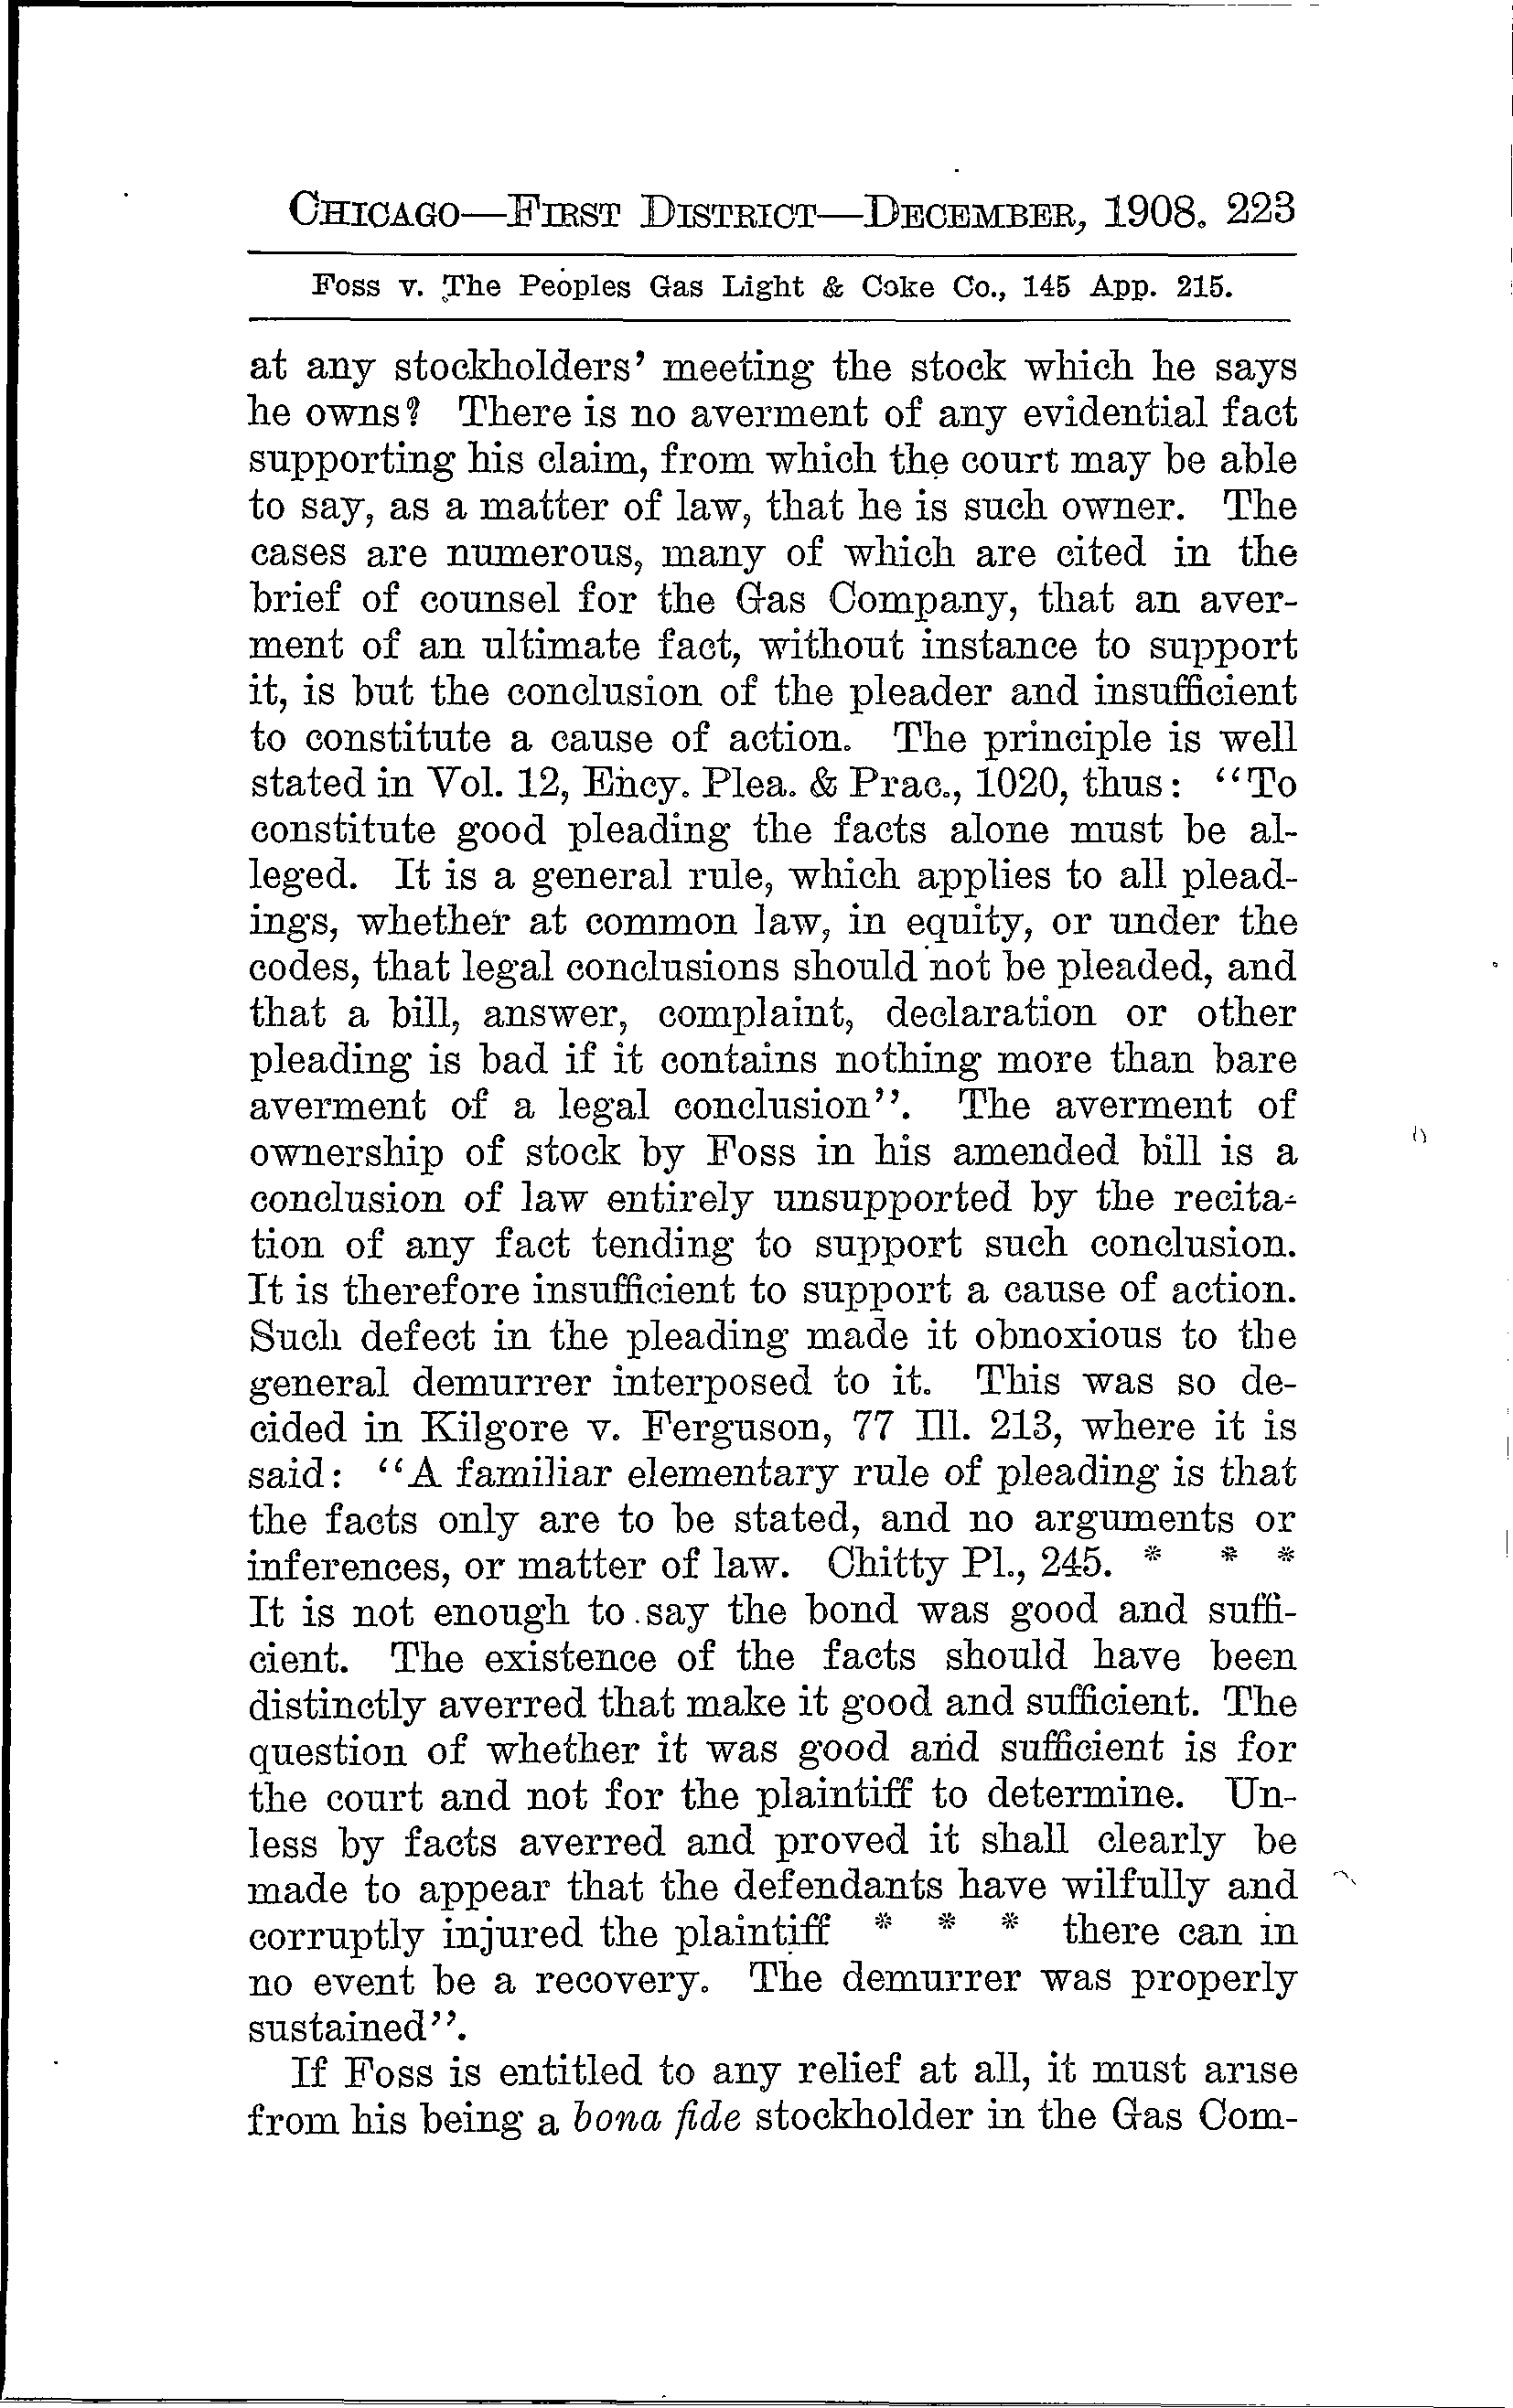 CHICAGO—FIRST DISTRICT—DECEMBER, 1908. 223
Foss v. The Peoples Gas Light & Coke Co., 145 App. 215.
at any stockholders' meeting the stock which he says
he owns? There is no averment of any evidential fact
supporting his claim, from which the court may be able
to say, as a matter of law, that he is such owner. The
cases are numerous, many of which are cited in the
brief of counsel for the Gas Company, that an aver-
ment of an ultimate fact, without instance to support
it, is but the conclusion of the pleader and insufficient
to constitute a cause of action. The principle is well
stated in Vol. 12, Ency. Plea. & Prac., 1020, thus: "To
constitute good pleading the facts alone must be al-
leged. It is a general rule, which applies to all plead-
ings, whether at common law, in equity, or under the
codes, that legal conclusions should not be pleaded, and
that a bill, answer, complaint, declaration or other
pleading is bad if it contains nothing more than bare
averment of a legal conclusion". The averment of
ownership of stock by Foss in his amended bill is a
conclusion of law entirely unsupported by the recita-
tion of any fact tending to support such conclusion.
It is therefore insufficient to support a cause of action.
Such defect in the pleading made it obnoxious to the
general demurrer interposed to it. This was so de-
cided in Kilgore v. Ferguson, 77 Ill. 213, where it is
said: "A familiar elementary rule of pleading is that
the facts only are to be stated, and no arguments or
inferences, or matter of law. Chitty Pl., 245. * * *
It is not enough to say the bond was good and suffi-
cient. The existence of the facts should have been
distinctly averred that make it good and sufficient. The
question of whether it was good and sufficient is for
the court and not for the plaintiff to determine. Un-
less by facts averred and proved it shall clearly be
made to appear that the defendants have wilfully and
corruptly injured the plaintiff * * * there can in
no event be a recovery. The demurrer was properly
sustained".
If Foss is entitled to any relief at all, it must arise
from his being a bona fide stockholder in the Gas Com-